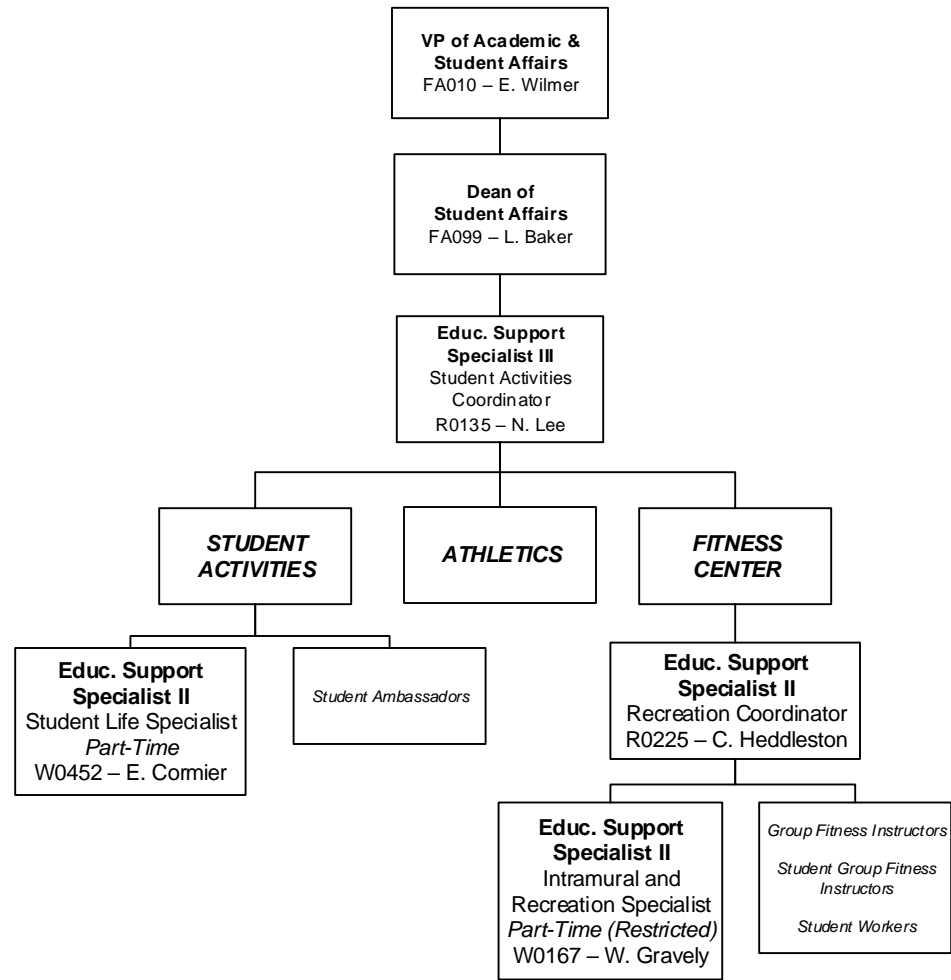 VP of Academic &
Student Affairs
FA010 – E. Wilmer
Dean of
Student Affairs
FA099 – L. Baker
Educ. Support
Specialist III
Student Activities
Coordinator
R0135 – N. Lee
STUDENT
ACTIVITIES
ATHLETICS
FITNESS
CENTER
Educ. Support
Specialist II
Student Life Specialist
Part-Time
W0452 – E. Cormier
Student Ambassadors
Educ. Support
Specialist II
Recreation Coordinator
R0225 – C. Heddleston
Educ. Support
Specialist II
Intramural and
Recreation Specialist
Part-Time (Restricted)
W0167 – W. Gravely
Group Fitness Instructors
Student Group Fitness
Instructors
Student Workers